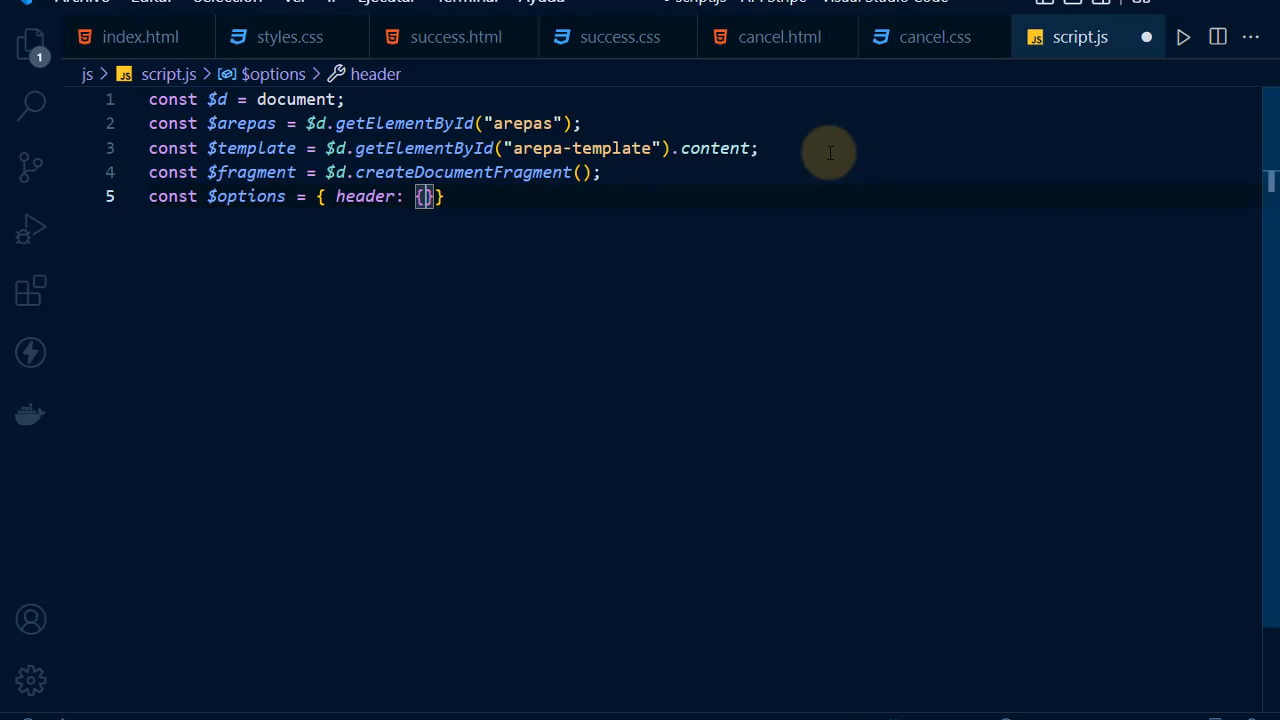 index.html styles.css success.html success.css cancel.html cancel.css script.js
1
js > script.js > $options > header
1 const $d = document;
2 const $arepas = $d.getElementById("arepas");
3 const $template = $d.getElementById("arepa-template").content;
4 const $fragment = $d.createDocumentFragment();
5 const $options = { header: {}}